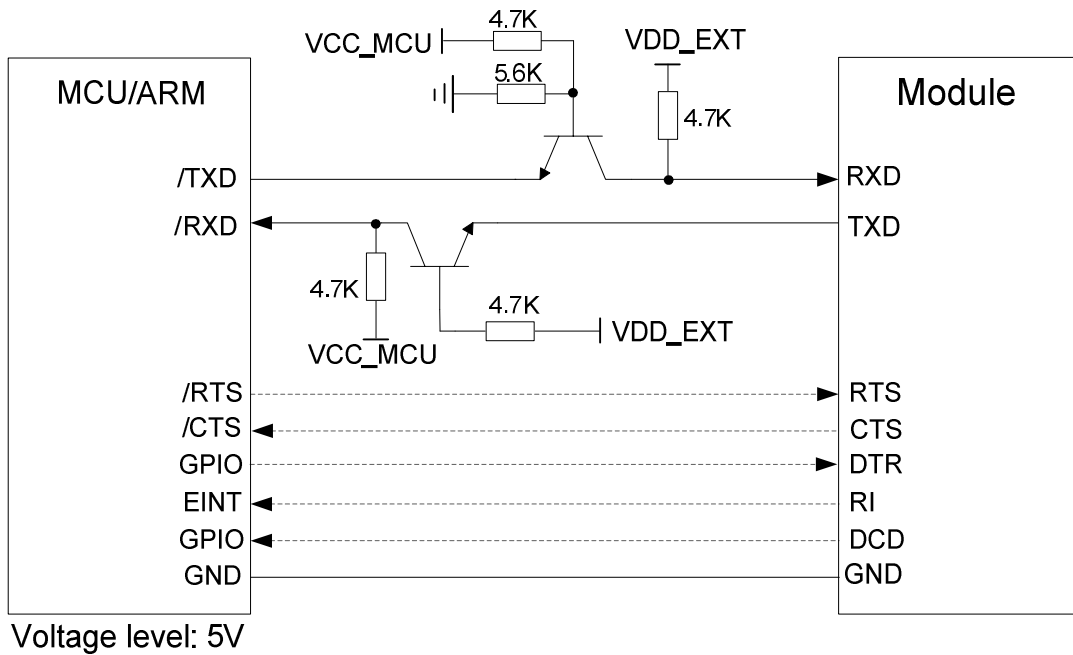 4.7K
VCC_MCU
VDD_EXT
5.6K
MCU/ARM
Module
4.7K
/TXD
RXD
/RXD
TXD
4.7K
4.7K
VDD_EXT
VCC_MCU
/RTS
RTS
/CTS
CTS
GPIO
DTR
EINT
RI
GPIO
DCD
GND
GND
Voltage level: 5V